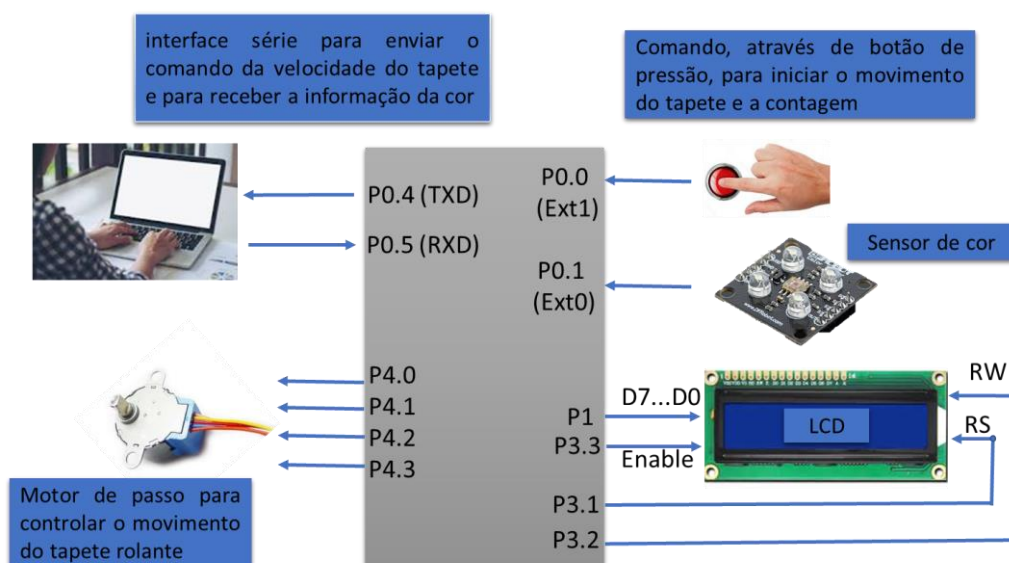 interface série para enviar o
comando da velocidade do tapete
e para receber a informação da cor
Comando, através de botão de
pressão, para iniciar o movimento
do tapete e a contagem
P0.4 (TXD)
P0.5 (RXD)
P0.0
(Ext1)
P0.1
(Ext0)
Sensor de cor
P4.0
P4.1
P4.2
P4.3
Motor de passo para
controlar o movimento
do tapete rolante
P1
P3.3
P3.1
P3.2
D7...D0
Enable
LCD
RW
RS